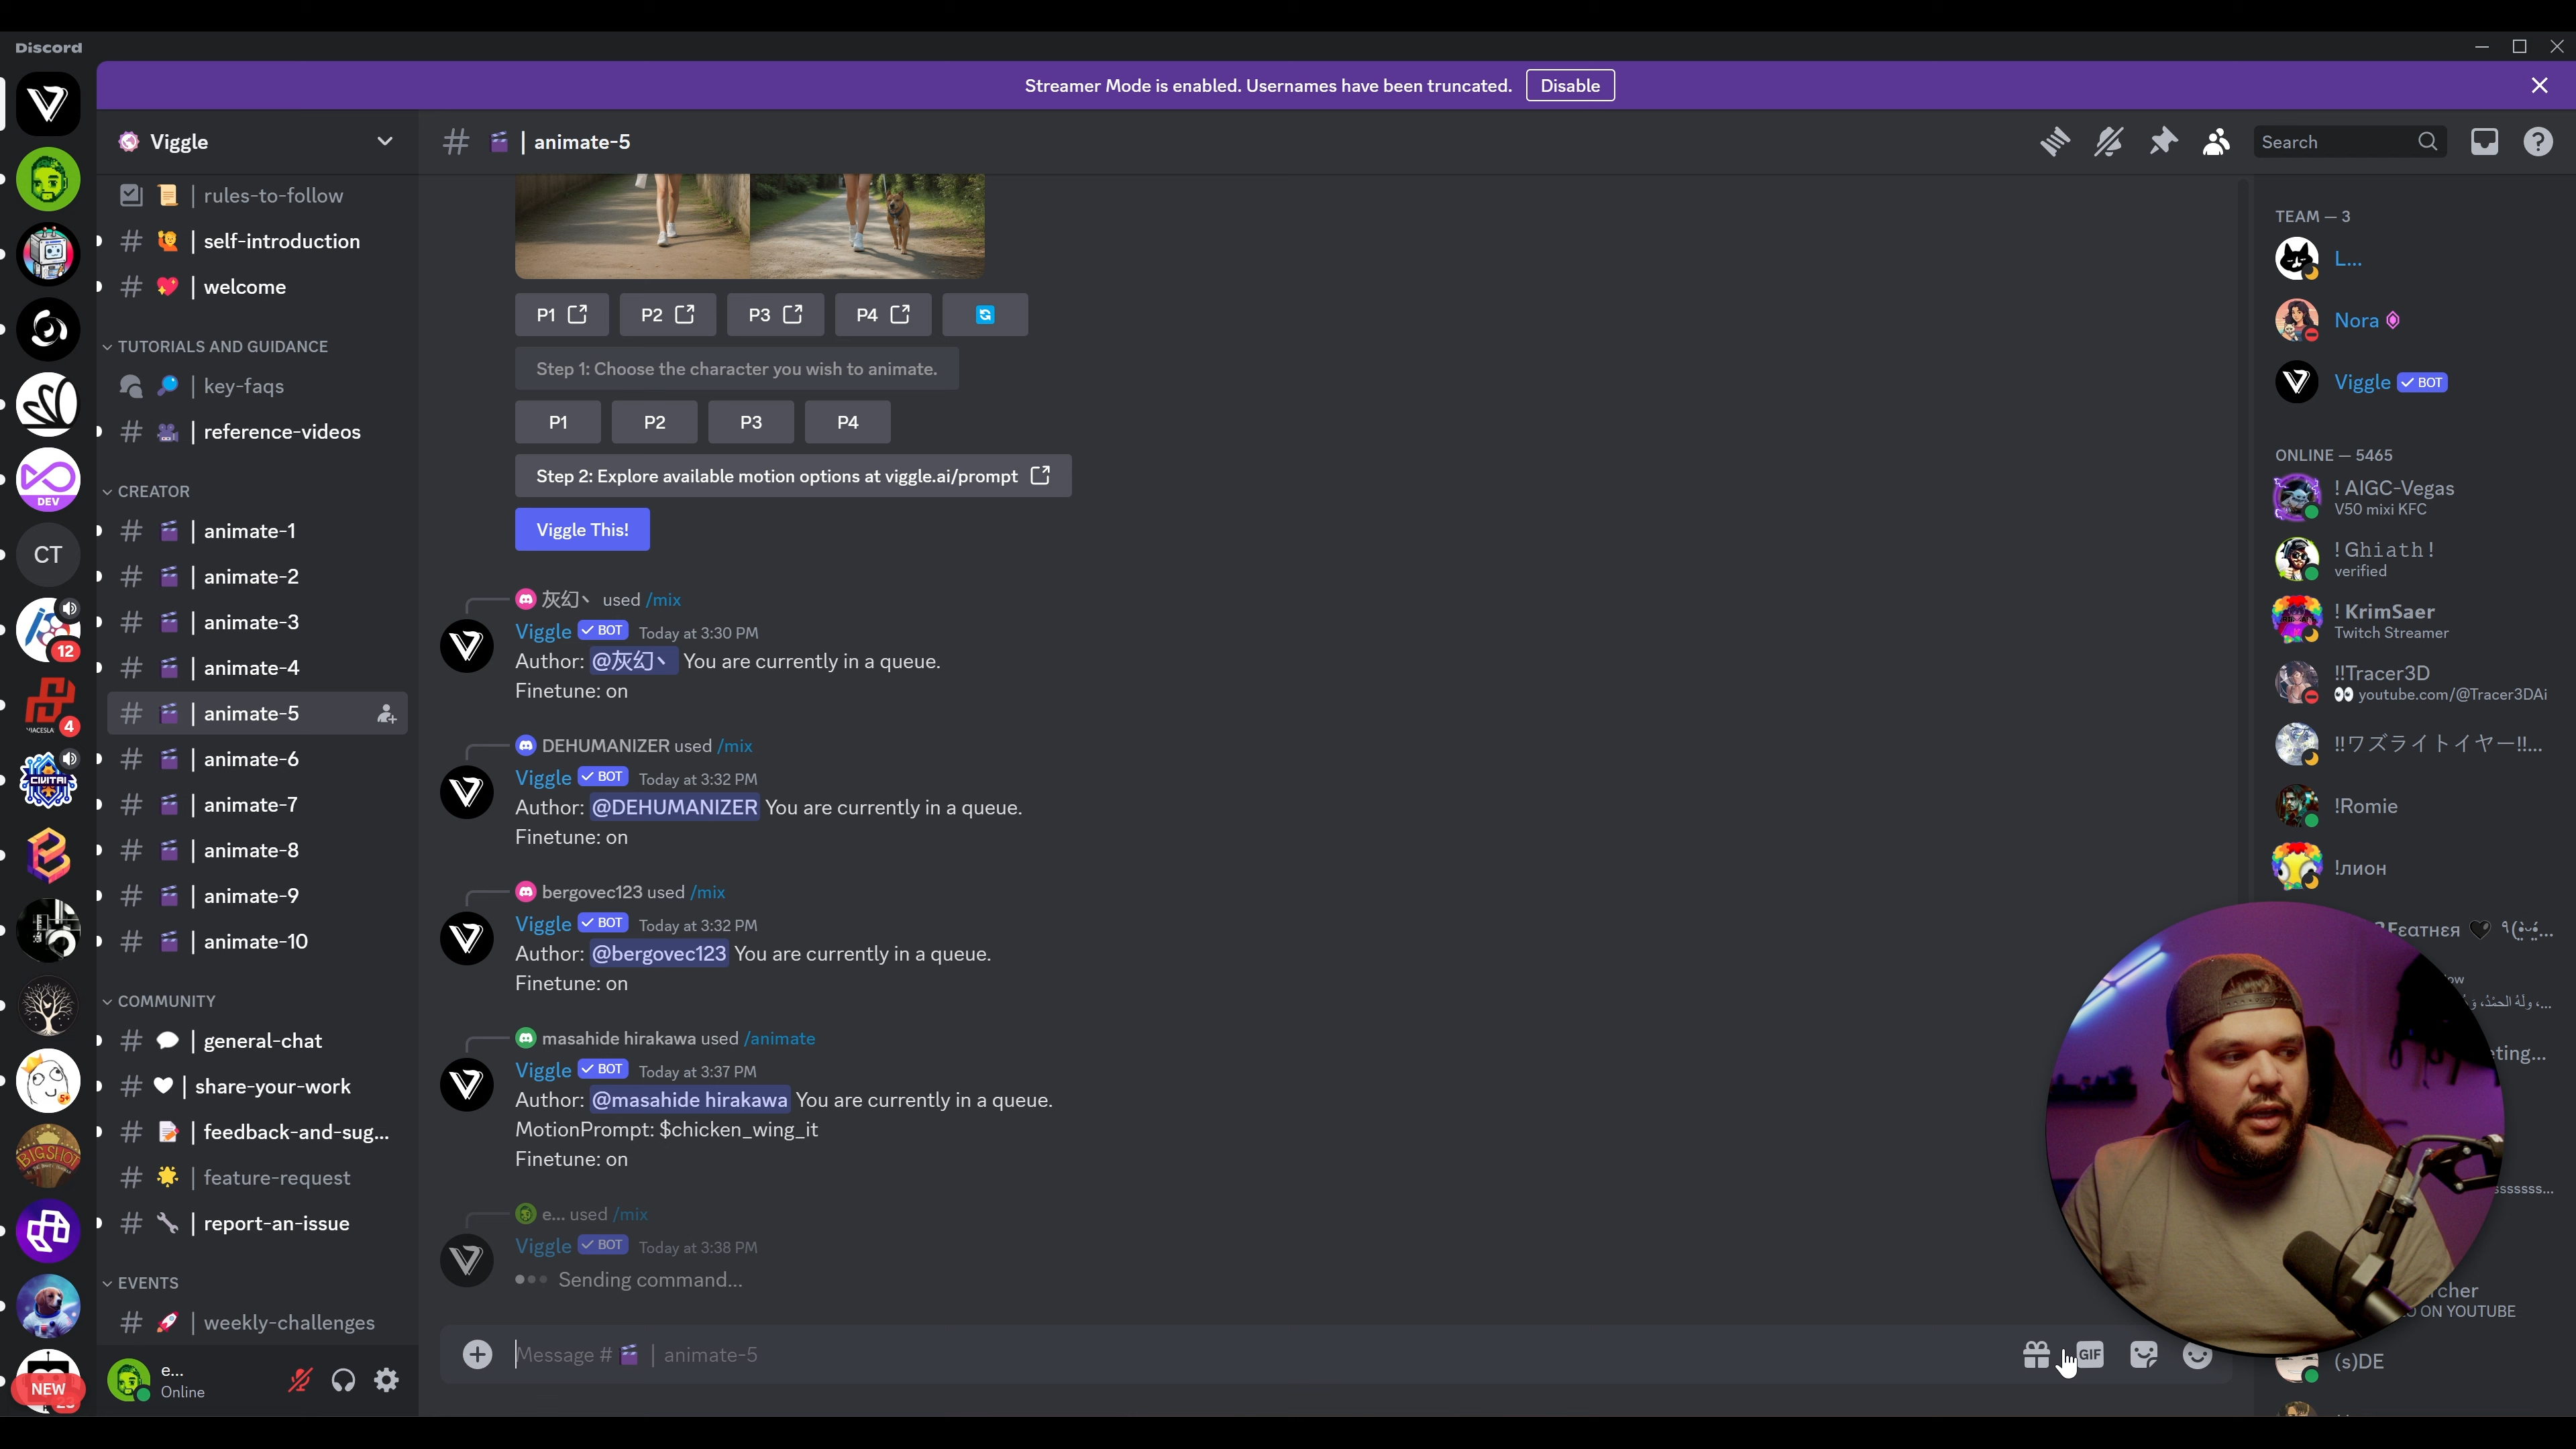 Discord
Streamer Mode is enabled. Usernames have been truncated. Disable
Viggle
| animate-5
Search
| rules-to-follow
| self-introduction
| welcome
TUTORIALS AND GUIDANCE
| key-faqs
| reference-videos
CREATOR
| animate-1
| animate-2
| animate-3
| animate-4
| animate-5
| animate-6
| animate-7
| animate-8
| animate-9
| animate-10
COMMUNITY
| general-chat
| share-your-work
| feedback-and-sug...
| feature-request
| report-an-issue
EVENTS
| weekly-challenges
e...
Online
DEV
CT
12
4
CIVITAI
BIGSHOT
NEW
P1 P2 P3 P4
Step 1: Choose the character you wish to animate.
P1 P2 P3 P4
Step 2: Explore available motion options at viggle.ai/prompt
Viggle This!
灰幻丶 used /mix
Viggle BOT Today at 3:30 PM
Author: @灰幻丶 You are currently in a queue.
Finetune: on
DEHUMANIZER used /mix
Viggle BOT Today at 3:32 PM
Author: @DEHUMANIZER You are currently in a queue.
Finetune: on
bergovec123 used /mix
Viggle BOT Today at 3:32 PM
Author: @bergovec123 You are currently in a queue.
Finetune: on
masahide hirakawa used /animate
Viggle BOT Today at 3:37 PM
Author: @masahide hirakawa You are currently in a queue.
MotionPrompt: $chicken_wing_it
Finetune: on
e... used /mix
Viggle BOT Today at 3:38 PM
Sending command...
Message # | animate-5
GIF
TEAM — 3
L...
Nora
Viggle BOT
ONLINE — 5465
! AIGC-Vegas
V50 mixi KFC
! Ghiath !
verified
! KrimSaer
Twitch Streamer
!!Tracer3D
youtube.com/@Tracer3DAi
!!ワズライトイヤー!!...
!Romie
!лион
ON YOUTUBE
(s)DE